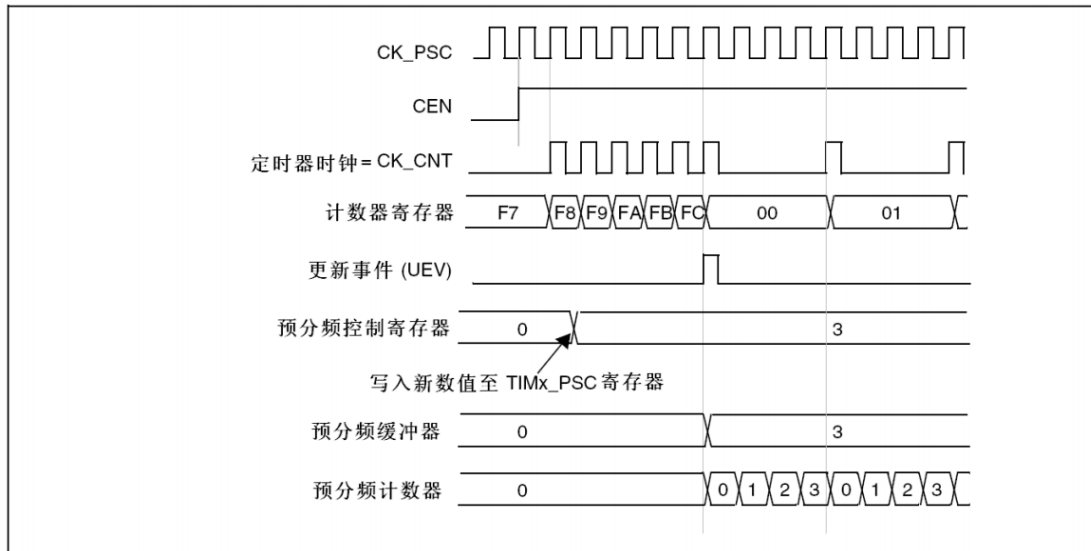 CK_PSC
CEN
定时器时钟 = CK_CNT
计数器寄存器 F7 F8 F9 FA FB FC 00 01
更新事件 (UEV)
预分频控制寄存器 0 3
写入新数值至 TIMx_PSC 寄存器
预分频缓冲器 0 3
预分频计数器 0 0 1 2 3 0 1 2 3